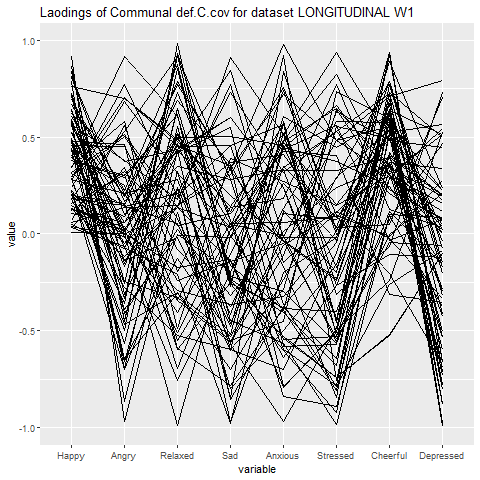 Laodings of Communal def.C.cov for dataset LONGITUDINAL W1
1.0
0.5
0.0
-0.5
-1.0
value
Happy Angry Relaxed Sad Anxious Stressed Cheerful Depressed
variable